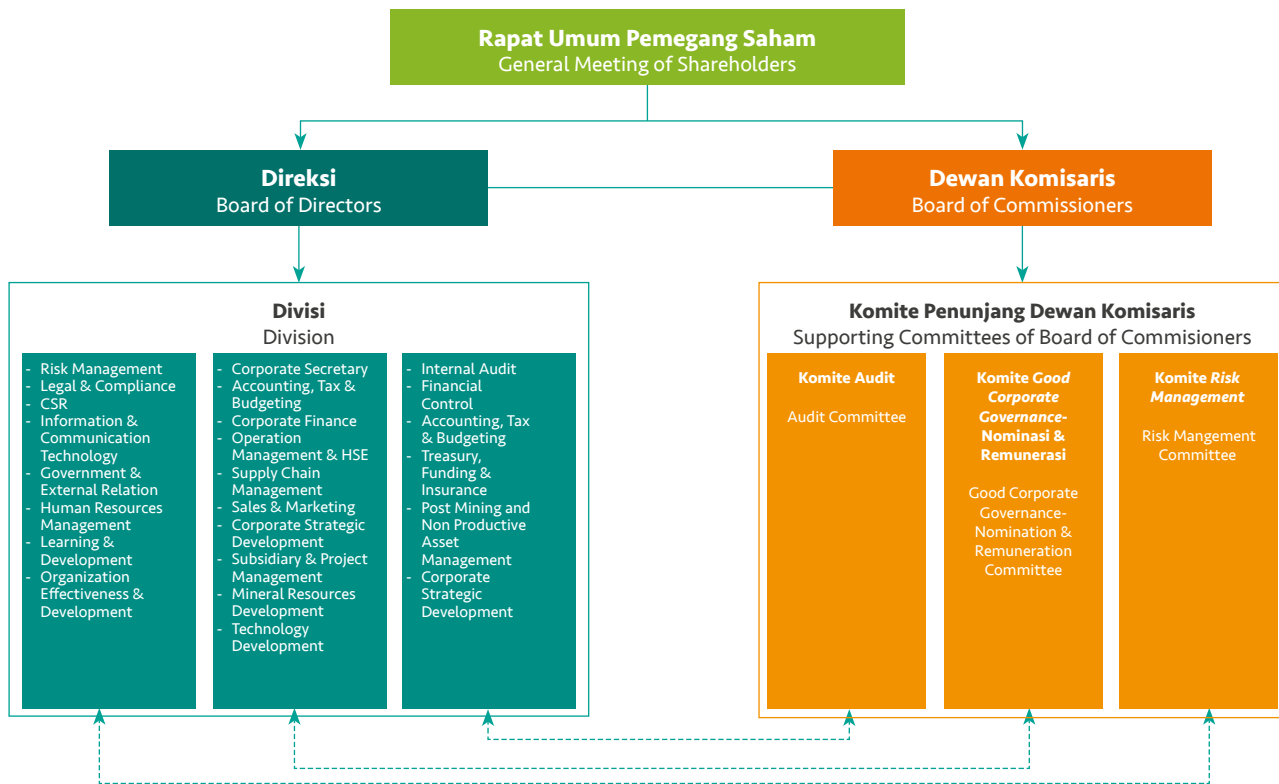 Rapat Umum Pemegang Saham
General Meeting of Shareholders
Direksi
Board of Directors
Dewan Komisaris
Board of Commissioners
Divisi
Division
- Risk Management
- Legal & Compliance
- CSR
- Information &
Communication
Technology
- Government &
External Relation
- Human Resources
Management
- Learning &
Development
- Organization
Effectiveness &
Development
- Corporate Secretary
- Accounting, Tax &
Budgeting
- Corporate Finance
- Operation
Management & HSE
- Supply Chain
Management
- Sales & Marketing
- Corporate Strategic
Development
- Subsidiary & Project
Management
- Mineral Resources
Development
- Technology
Development
- Internal Audit
- Financial
Control
- Accounting, Tax
& Budgeting
- Treasury,
Funding &
Insurance
- Post Mining and
Non Productive
Asset
Management
- Corporate
Strategic
Development
Komite Penunjang Dewan Komisaris
Supporting Committees of Board of Commisioners
Komite Audit
Audit Committee
Komite Good
Corporate
Governance-
Nominasi &
Remunerasi
Good Corporate
Governance-
Nomination &
Remuneration
Committee
Komite Risk
Management
Risk Mangement
Committee